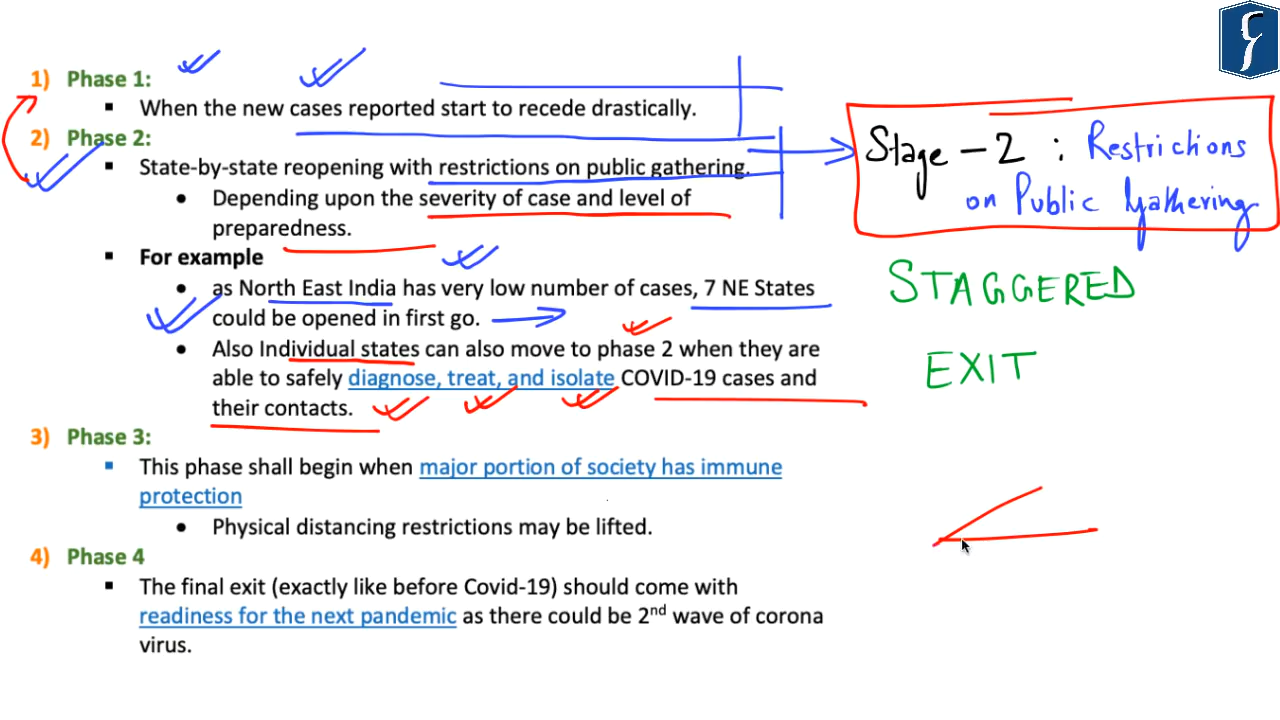 1) Phase 1:
▪ When the new cases reported start to recede drastically.
2) Phase 2:
▪ State-by-state reopening with restrictions on public gathering.
• Depending upon the severity of case and level of
preparedness.
▪ For example
• as North East India has very low number of cases, 7 NE States
could be opened in first go.
• Also Individual states can also move to phase 2 when they are
able to safely diagnose, treat, and isolate COVID-19 cases and
their contacts.
3) Phase 3:
▪ This phase shall begin when major portion of society has immune
protection
• Physical distancing restrictions may be lifted.
4) Phase 4
▪ The final exit (exactly like before Covid-19) should come with
readiness for the next pandemic as there could be 2nd wave of corona
virus.
Stage - 2 : Restrictions
on Public Gathering
STAGGERED
EXIT